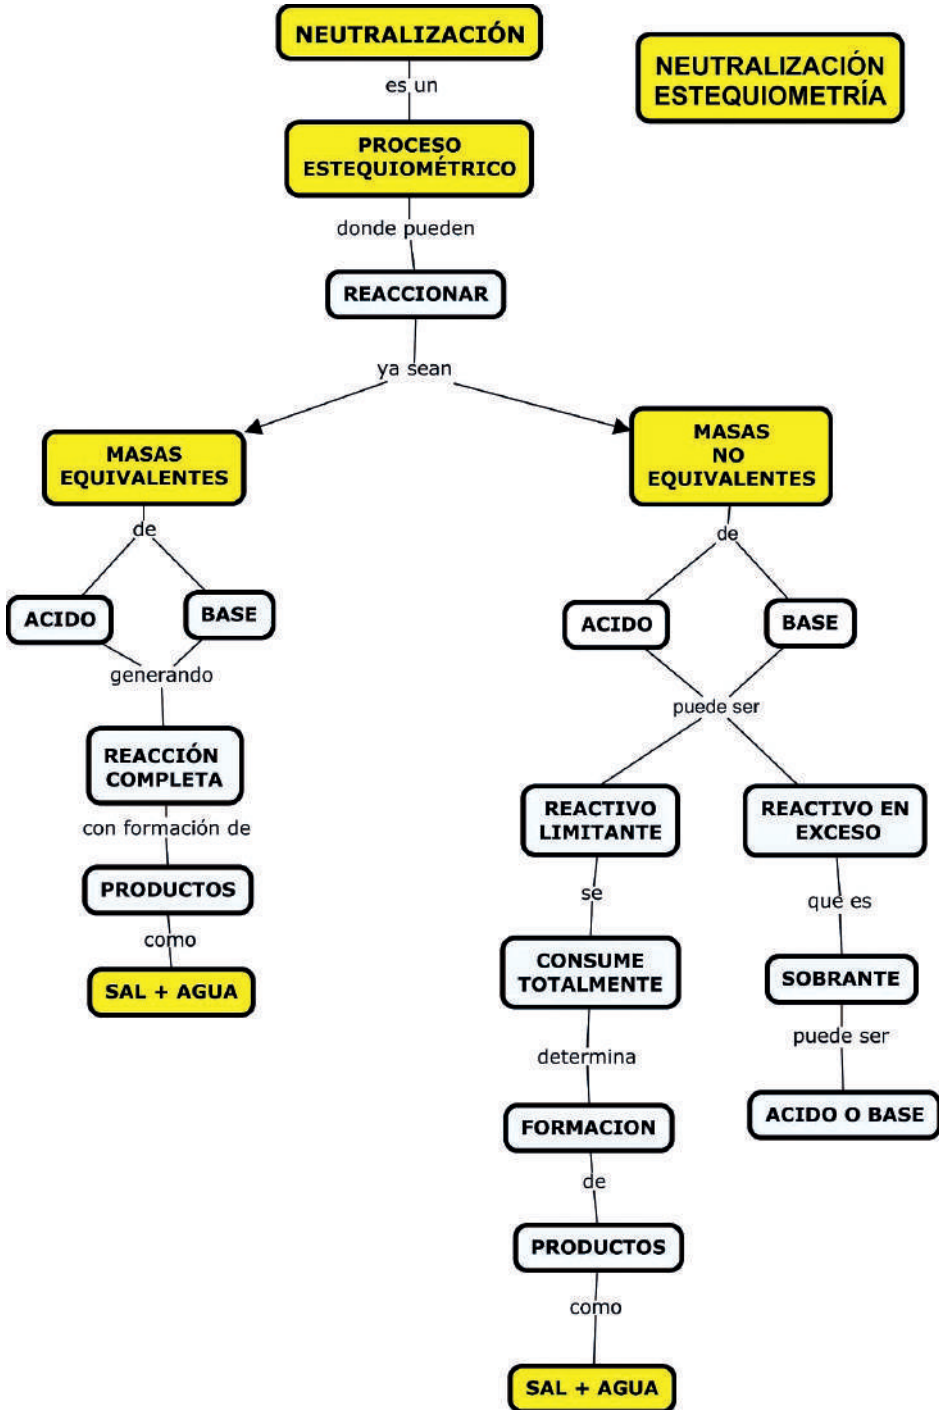 NEUTRALIZACIÓN
NEUTRALIZACIÓN
ESTEQUIOMETRÍA
es un
PROCESO
ESTEQUIOMÉTRICO
donde pueden
REACCIONAR
ya sean
MASAS
EQUIVALENTES
de
ACIDO
BASE
generando
REACCIÓN
COMPLETA
con formación de
PRODUCTOS
como
SAL + AGUA
MASAS
NO
EQUIVALENTES
de
ACIDO
BASE
puede ser
REACTIVO
LIMITANTE
se
CONSUME
TOTALMENTE
determina
FORMACION
de
PRODUCTOS
como
SAL + AGUA
REACTIVO EN
EXCESO
que es
SOBRANTE
puede ser
ACIDO O BASE